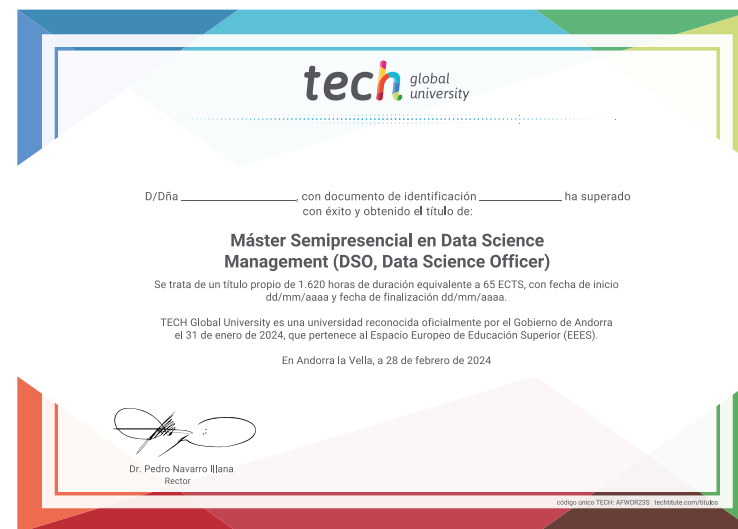 tech global university
D/Dña ______________, con documento de identificación ______________ ha superado
con éxito y obtenido el título de:
Máster Semipresencial en Data Science
Management (DSO, Data Science Officer)
Se trata de un título propio de 1.620 horas de duración equivalente a 65 ECTS, con fecha de inicio
dd/mm/aaaa y fecha de finalización dd/mm/aaaa.
TECH Global University es una universidad reconocida oficialmente por el Gobierno de Andorra
el 31 de enero de 2024, que pertenece al Espacio Europeo de Educación Superior (EEES).
En Andorra la Vella, a 28 de febrero de 2024
Dr. Pedro Navarro Illana
Rector
código único TECH: AFWOR23S techtitute.com/titulos